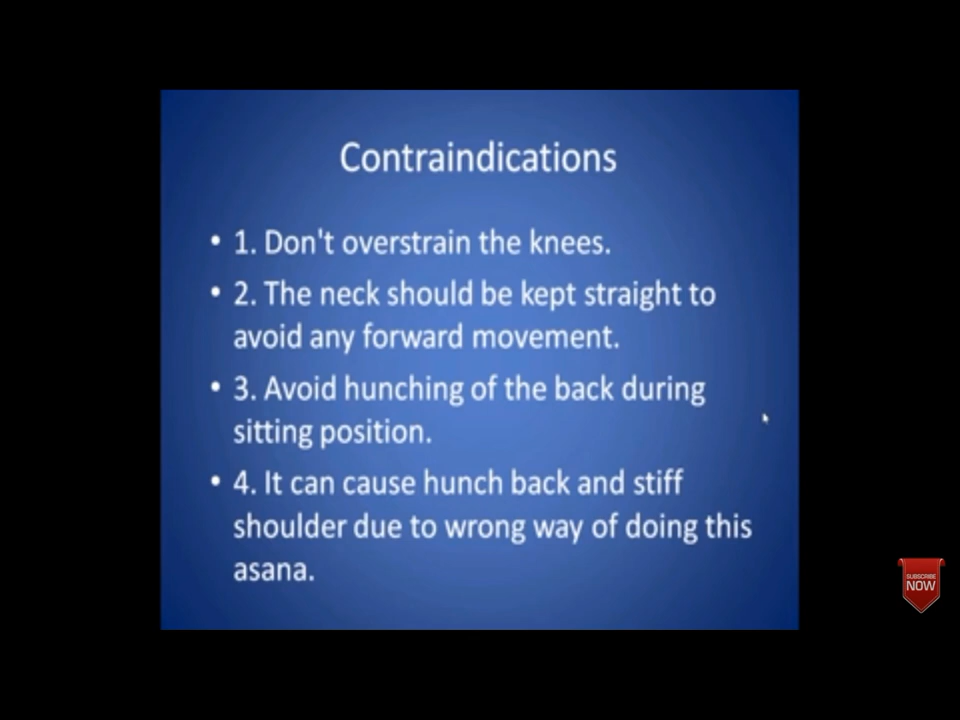 Contraindications
• 1. Don't overstrain the knees.
• 2. The neck should be kept straight to
avoid any forward movement.
• 3. Avoid hunching of the back during
sitting position.
• 4. It can cause hunch back and stiff
shoulder due to wrong way of doing this
asana.
SUBSCRIBE
NOW